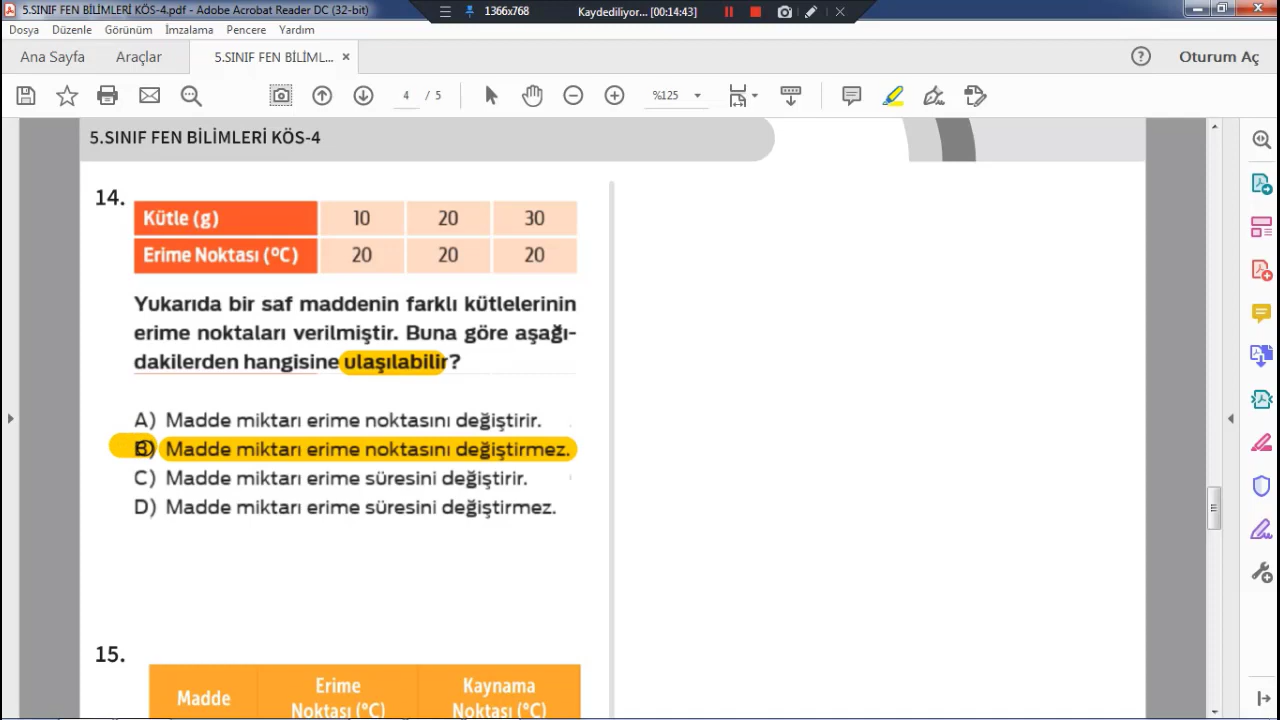 5.SINIF FEN BİLİMLERİ KÖS-4.pdf - Adobe Acrobat Reader DC (32-bit)
1366x768
Kaydediliyor... [00:14:43]
Dosya Düzenle Görünüm İmzalama Pencere Yardım
Ana Sayfa Araçlar 5.SINIF FEN BİLİML... Oturum Aç
4 / 5 %125
5.SINIF FEN BİLİMLERİ KÖS-4
14.
Kütle (g) 10 20 30
Erime Noktası (ºC) 20 20 20
Yukarıda bir saf maddenin farklı kütlelerinin
erime noktaları verilmiştir. Buna göre aşağı-
dakilerden hangisine ulaşılabilir?
A) Madde miktarı erime noktasını değiştirir.
B) Madde miktarı erime noktasını değiştirmez.
C) Madde miktarı erime süresini değiştirir.
D) Madde miktarı erime süresini değiştirmez.
15.
Madde Erime Kaynama
Noktası (°C) Noktası (°C)